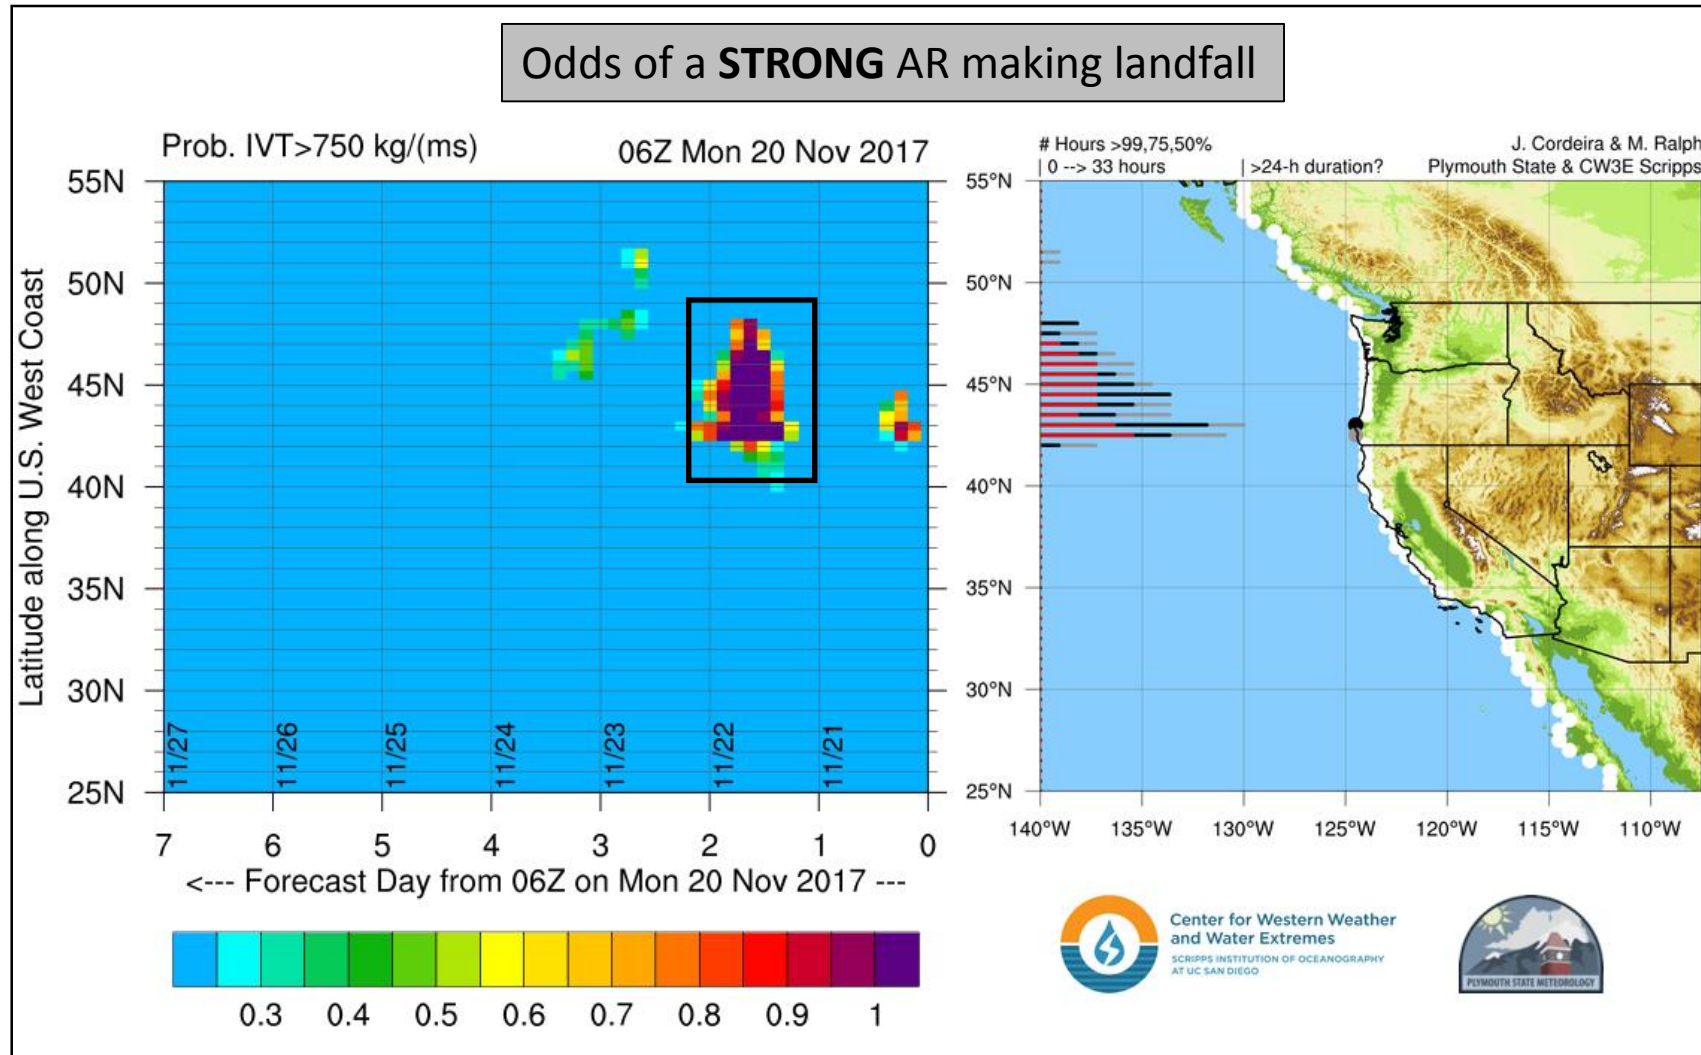 Odds of a STRONG AR making landfall
Prob. IVT>750 kg/(ms)
06Z Mon 20 Nov 2017
Latitude along U.S. West Coast
55N
50N
45N
40N
35N
30N
25N
11/27
11/26
11/25
11/24
11/23
11/22
11/21
7
6
5
4
3
2
1
0
<--- Forecast Day from 06Z on Mon 20 Nov 2017 ---
0.3
0.4
0.5
0.6
0.7
0.8
0.9
1
# Hours >99,75,50%
J. Cordeira & M. Ralph
| 0 --> 33 hours
| >24-h duration?
Plymouth State & CW3E Scripps
55°N
50°N
45°N
40°N
35°N
30°N
25°N
140°W
135°W
130°W
125°W
120°W
115°W
110°W
Center for Western Weather
and Water Extremes
SCRIPPS INSTITUTION OF OCEANOGRAPHY
AT UC SAN DIEGO
PLYMOUTH STATE METEOROLOGY